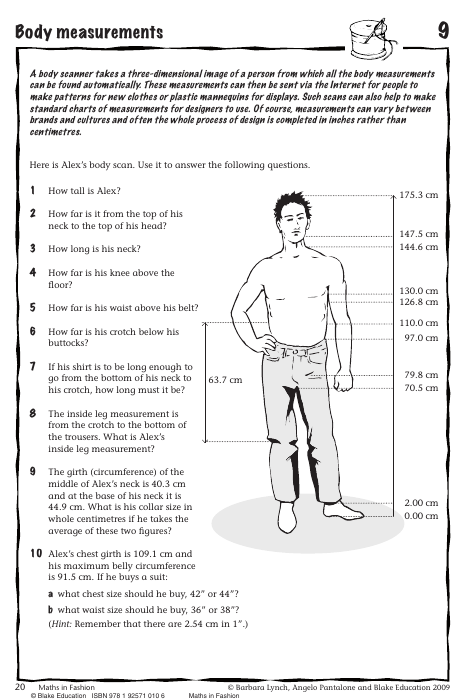 Body measurements
9
A body scanner takes a three-dimensional image of a person from which all the body measurements
can be found automatically. These measurements can then be sent via the Internet for people to
make patterns for new clothes or plastic mannequins for displays. Such scans can also help to make
standard charts of measurements for designers to use. Of course, measurements can vary between
brands and cultures and often the whole process of design is completed in inches rather than
centimetres.
Here is Alex's body scan. Use it to answer the following questions.
1 How tall is Alex?
2 How far is it from the top of his
neck to the top of his head?
3 How long is his neck?
4 How far is his knee above the
floor?
5 How far is his waist above his belt?
6 How far is his crotch below his
buttocks?
7 If his shirt is to be long enough to
go from the bottom of his neck to
his crotch, how long must it be?
8 The inside leg measurement is
from the crotch to the bottom of
the trousers. What is Alex's
inside leg measurement?
9 The girth (circumference) of the
middle of Alex's neck is 40.3 cm
and at the base of his neck it is
44.9 cm. What is his collar size in
whole centimetres if he takes the
average of these two figures?
10 Alex's chest girth is 109.1 cm and
his maximum belly circumference
is 91.5 cm. If he buys a suit:
a what chest size should he buy, 42" or 44"?
b what waist size should he buy, 36" or 38"?
(Hint: Remember that there are 2.54 cm in 1".)
175.3 cm
147.5 cm
144.6 cm
130.0 cm
126.8 cm
110.0 cm
97.0 cm
79.8 cm
70.5 cm
63.7 cm
2.00 cm
0.00 cm
20 Maths in Fashion
© Barbara Lynch, Angelo Pantalone and Blake Education 2009
© Blake Education ISBN 978 1 92571 010 6 Maths in Fashion